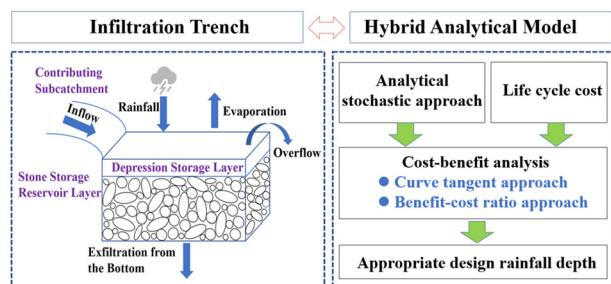 Infiltration Trench
Hybrid Analytical Model
Contributing
Subcatchment
Inflow
Rainfall
Evaporation
Overflow
Depression Storage Layer
Stone Storage
Reservoir Layer
Exfiltration from
the Bottom
Analytical
stochastic approach
Life cycle cost
Cost-benefit analysis
Curve tangent approach
Benefit-cost ratio approach
Appropriate design rainfall depth